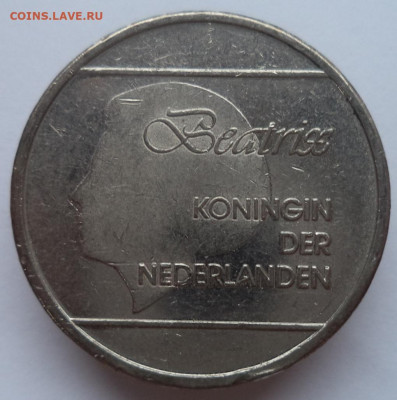 COINS.LAVE.RU
Beatrix
KONINGIN
DER
NEDERLANDEN